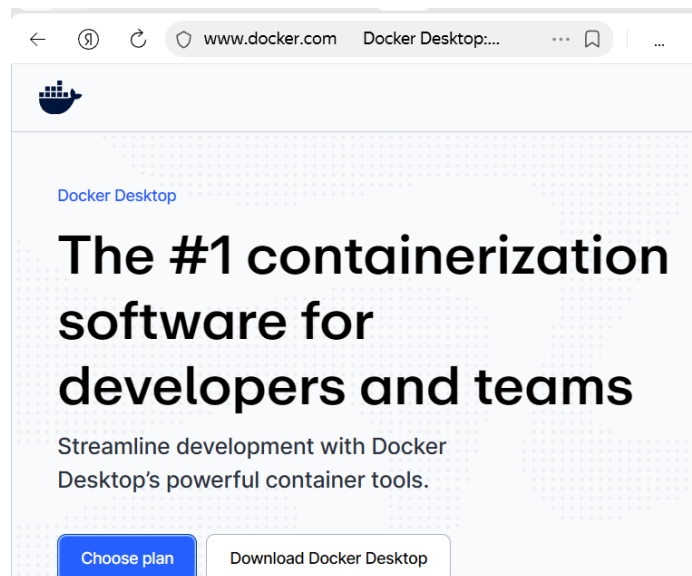 Я www.docker.com Docker Desktop:... ... ...
Docker Desktop
The #1 containerization
software for
developers and teams
Streamline development with Docker
Desktop’s powerful container tools.
Choose plan Download Docker Desktop